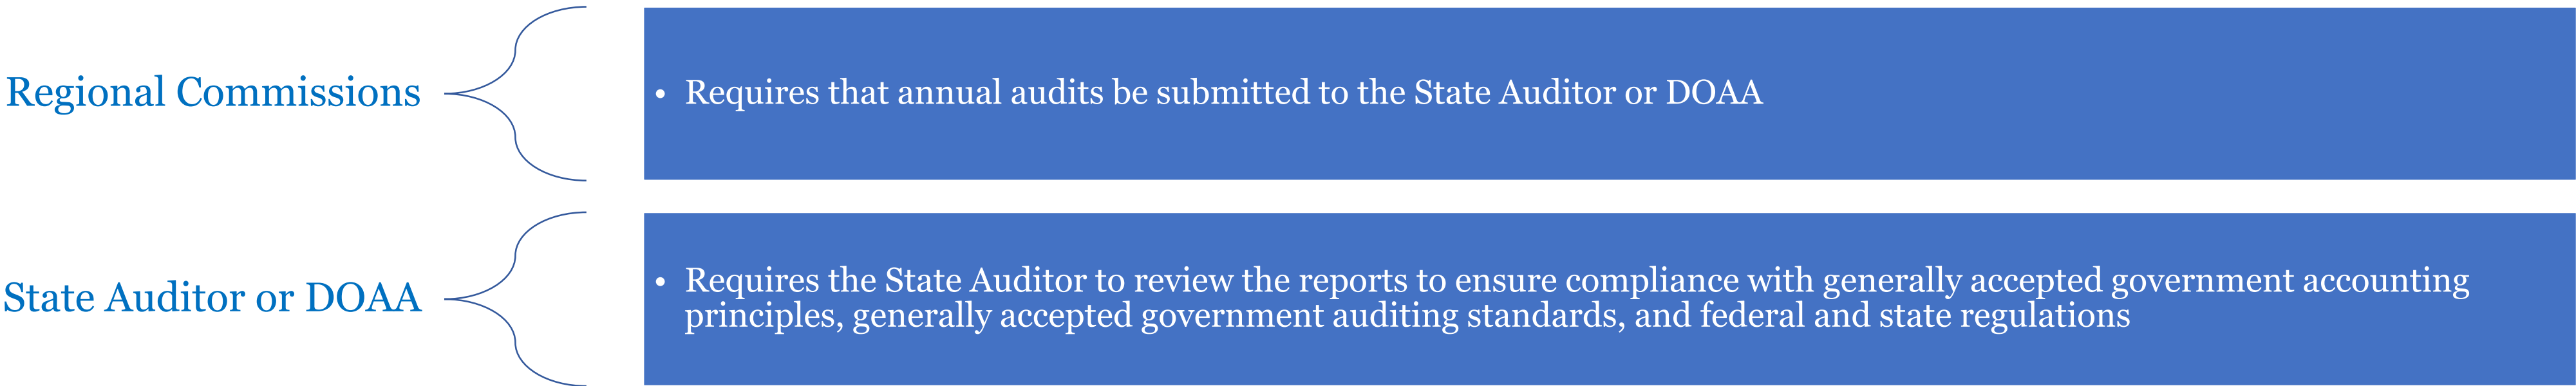 Regional Commissions
• Requires that annual audits be submitted to the State Auditor or DOAA
State Auditor or DOAA
• Requires the State Auditor to review the reports to ensure compliance with generally accepted government accounting
principles, generally accepted government auditing standards, and federal and state regulations